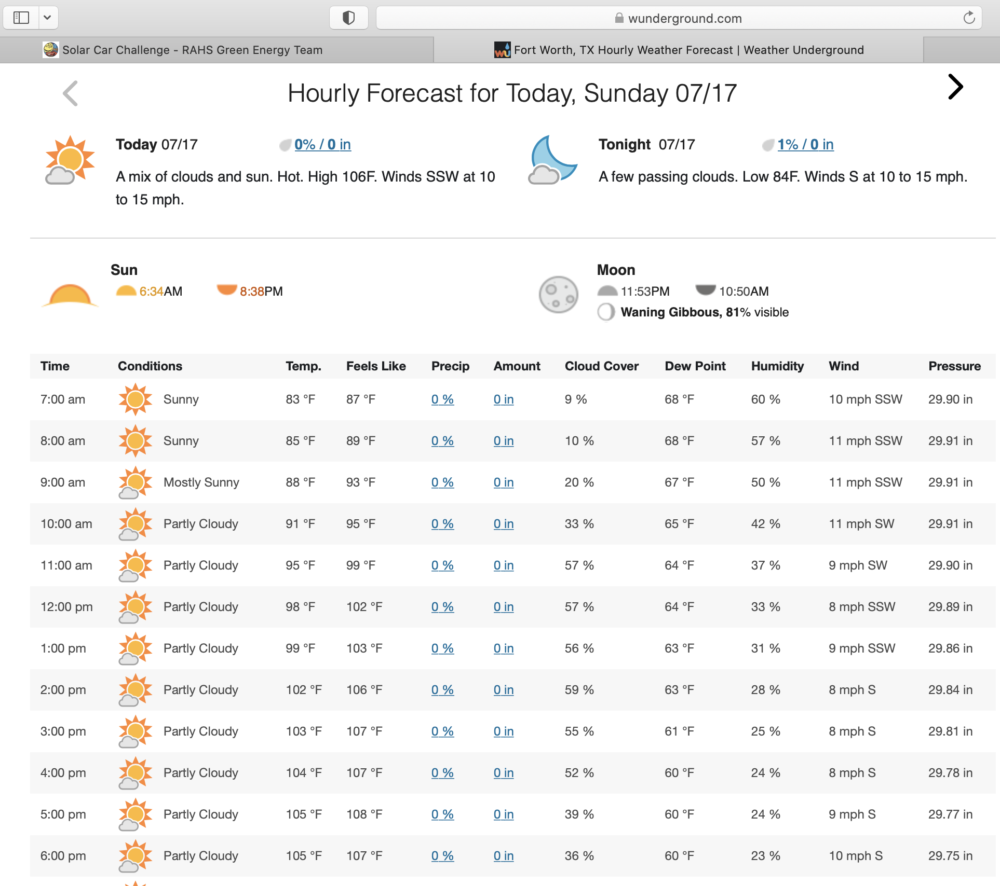 wunderground.com
Solar Car Challenge - RAHS Green Energy Team
Fort Worth, TX Hourly Weather Forecast | Weather Underground
Hourly Forecast for Today, Sunday 07/17
Today 07/17 0% / 0 in
A mix of clouds and sun. Hot. High 106F. Winds SSW at 10
to 15 mph.
Tonight 07/17 1% / 0 in
A few passing clouds. Low 84F. Winds S at 10 to 15 mph.
Sun
6:34AM 8:38PM
Moon
11:53PM 10:50AM
Waning Gibbous, 81% visible
Time Conditions Temp. Feels Like Precip Amount Cloud Cover Dew Point Humidity Wind Pressure
7:00 am Sunny 83 °F 87 °F 0 % 0 in 9 % 68 °F 60 % 10 mph SSW 29.90 in
8:00 am Sunny 85 °F 89 °F 0 % 0 in 10 % 68 °F 57 % 11 mph SSW 29.91 in
9:00 am Mostly Sunny 88 °F 93 °F 0 % 0 in 20 % 67 °F 50 % 11 mph SSW 29.91 in
10:00 am Partly Cloudy 91 °F 95 °F 0 % 0 in 33 % 65 °F 42 % 11 mph SW 29.91 in
11:00 am Partly Cloudy 95 °F 99 °F 0 % 0 in 57 % 64 °F 37 % 9 mph SW 29.90 in
12:00 pm Partly Cloudy 98 °F 102 °F 0 % 0 in 57 % 64 °F 33 % 8 mph SSW 29.89 in
1:00 pm Partly Cloudy 99 °F 103 °F 0 % 0 in 56 % 63 °F 31 % 9 mph SSW 29.86 in
2:00 pm Partly Cloudy 102 °F 106 °F 0 % 0 in 59 % 63 °F 28 % 8 mph S 29.84 in
3:00 pm Partly Cloudy 103 °F 107 °F 0 % 0 in 55 % 61 °F 25 % 8 mph S 29.81 in
4:00 pm Partly Cloudy 104 °F 107 °F 0 % 0 in 52 % 60 °F 24 % 8 mph S 29.78 in
5:00 pm Partly Cloudy 105 °F 108 °F 0 % 0 in 39 % 60 °F 24 % 9 mph S 29.77 in
6:00 pm Partly Cloudy 105 °F 107 °F 0 % 0 in 36 % 60 °F 23 % 10 mph S 29.75 in